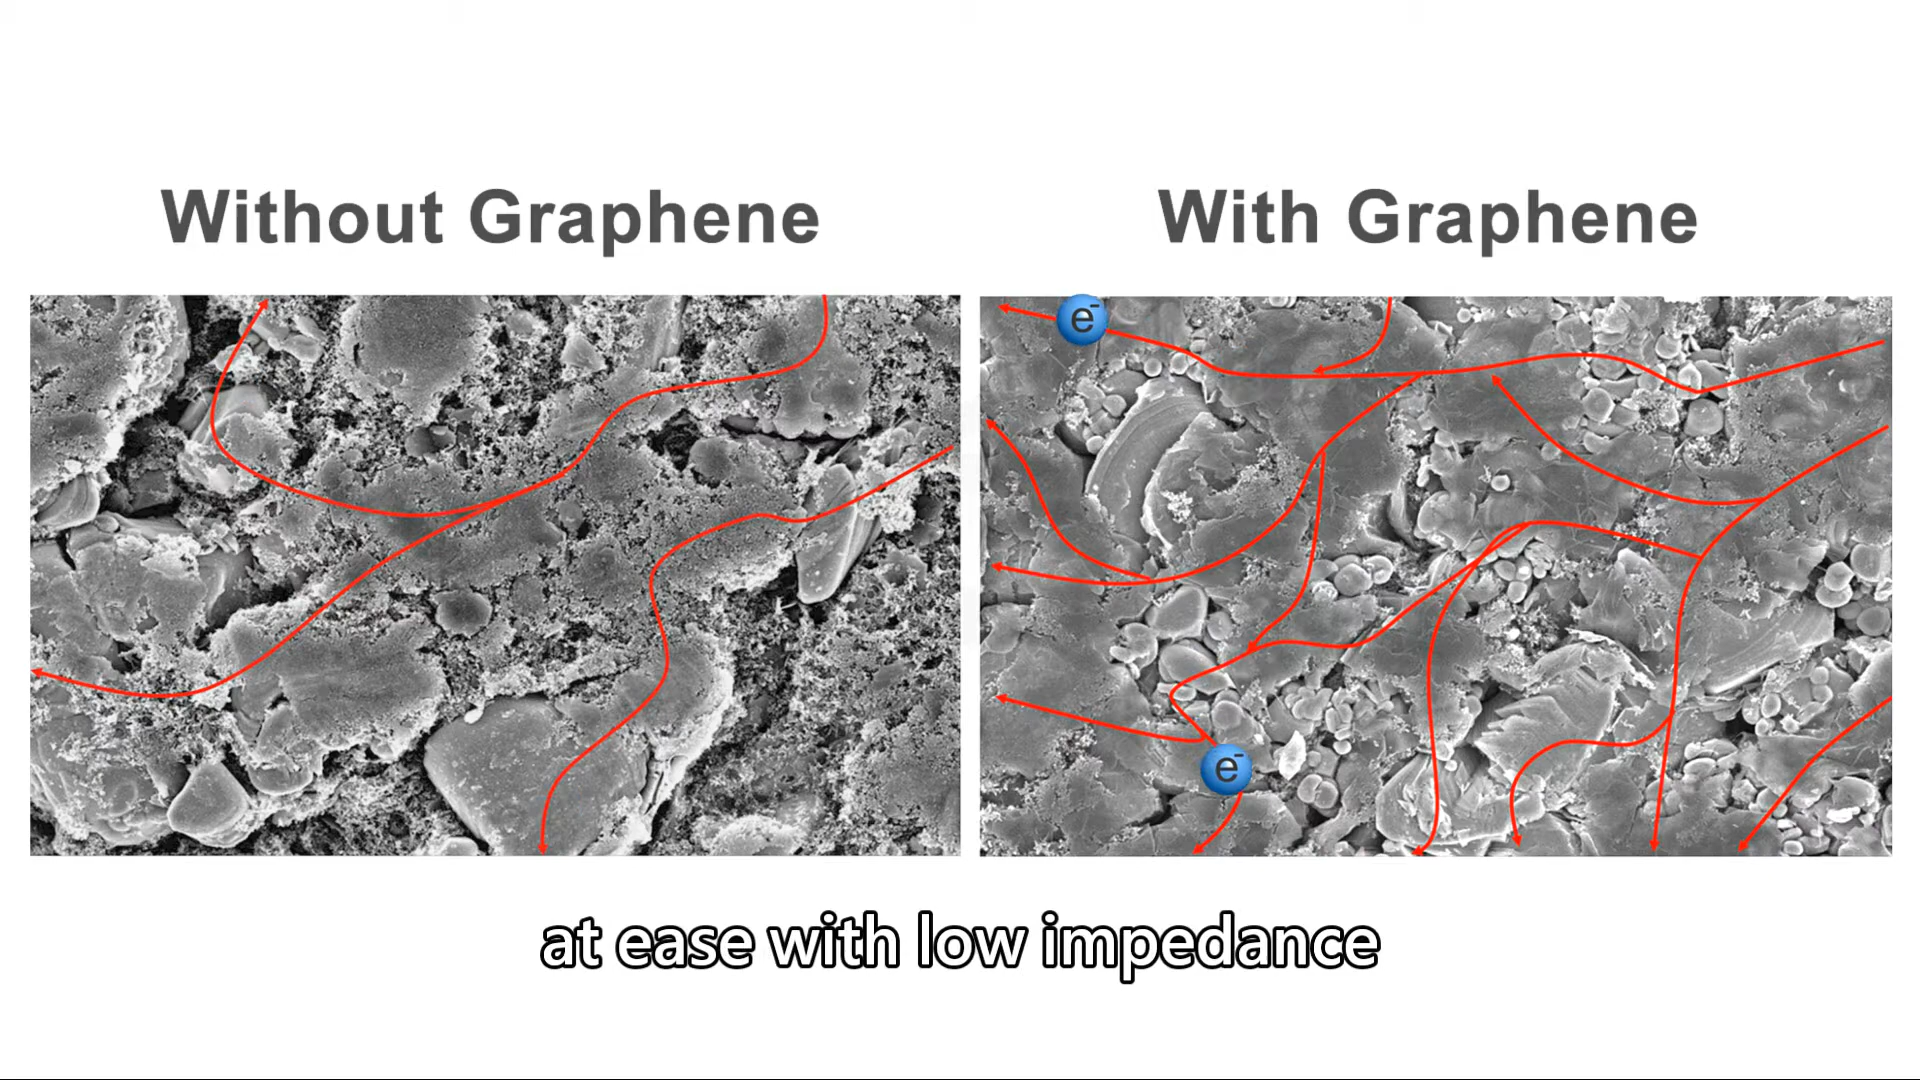 Without Graphene
With Graphene
e-
e-
at ease with low impedance